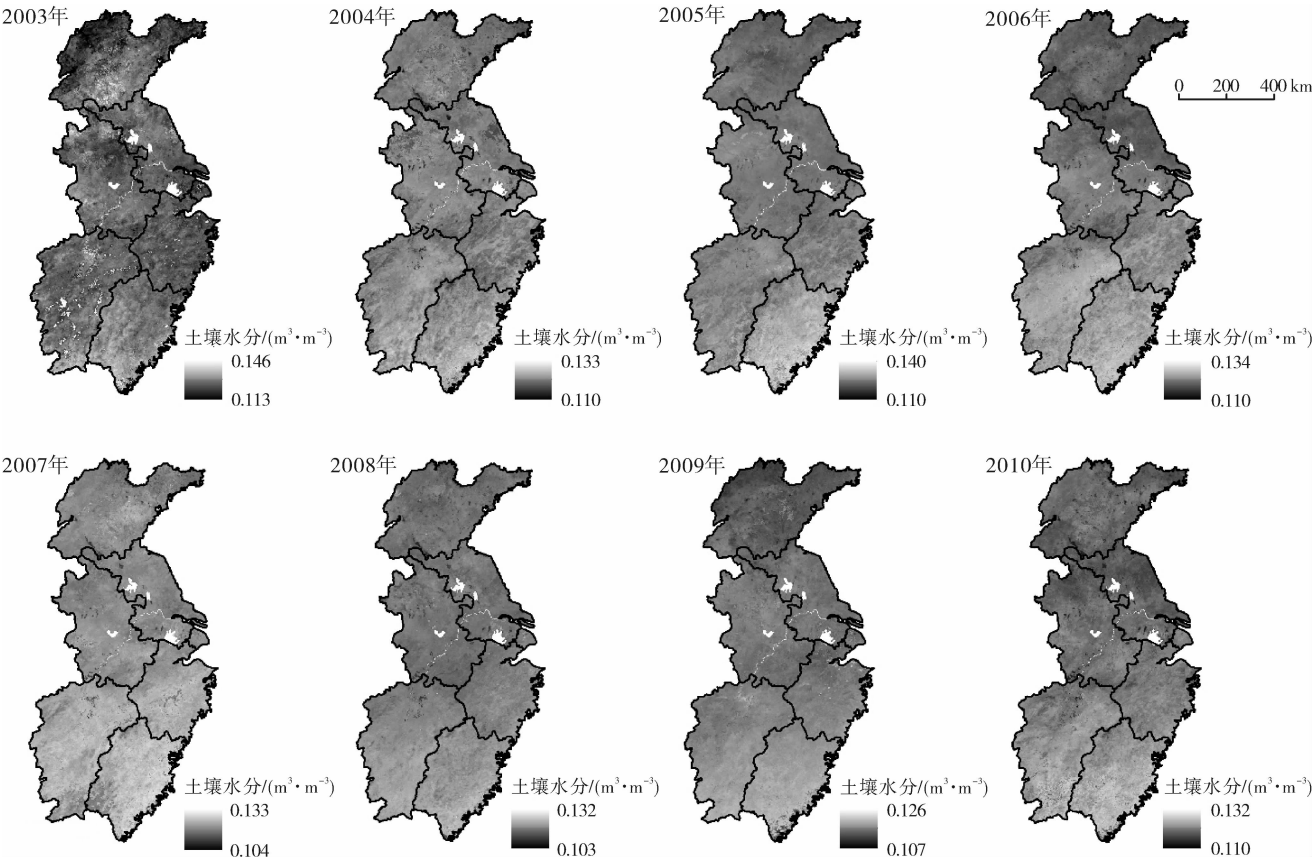 2003年
2004年
2005年
2006年
0 200 400 km
土壤水分/(m³·m⁻³)
0.146
0.113
土壤水分/(m³·m⁻³)
0.133
0.110
土壤水分/(m³·m⁻³)
0.140
0.110
土壤水分/(m³·m⁻³)
0.134
0.110
2007年
2008年
2009年
2010年
土壤水分/(m³·m⁻³)
0.133
0.104
土壤水分/(m³·m⁻³)
0.132
0.103
土壤水分/(m³·m⁻³)
0.126
0.107
土壤水分/(m³·m⁻³)
0.132
0.110